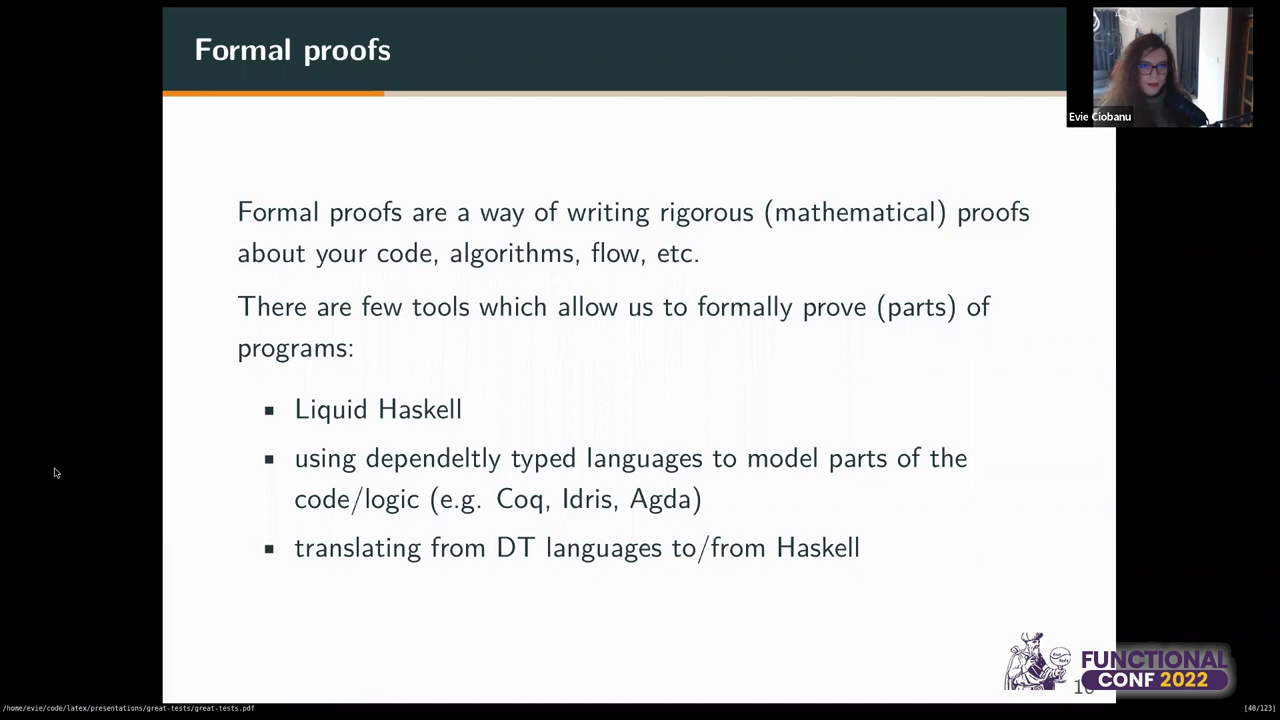 Formal proofs
Evie Ciobanu
Formal proofs are a way of writing rigorous (mathematical) proofs
about your code, algorithms, flow, etc.
There are few tools which allow us to formally prove (parts) of
programs:
Liquid Haskell
using dependeltly typed languages to model parts of the
code/logic (e.g. Coq, Idris, Agda)
translating from DT languages to/from Haskell
FUNCTIONAL
CONF 2022
/home/evie/code/latex/presentations/great-tests/great-tests.pdf
[40/123]